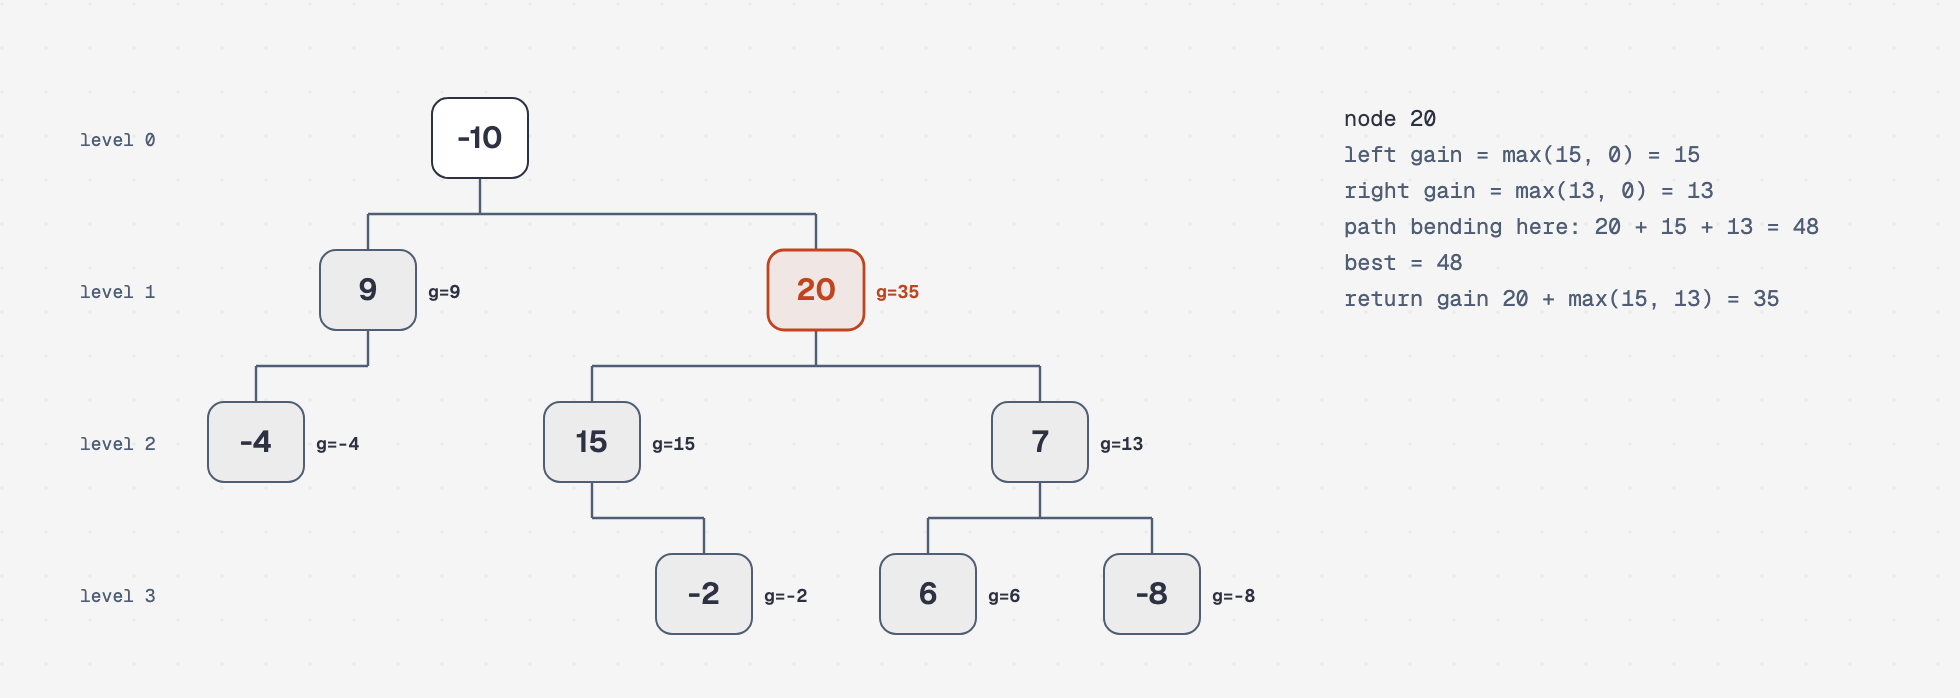 level 0
-10
level 1
9
g=9
20
g=35
level 2
-4
g=-4
15
g=15
7
g=13
level 3
-2
g=-2
6
g=6
-8
g=-8
node 20
left gain = max(15, 0) = 15
right gain = max(13, 0) = 13
path bending here: 20 + 15 + 13 = 48
best = 48
return gain 20 + max(15, 13) = 35